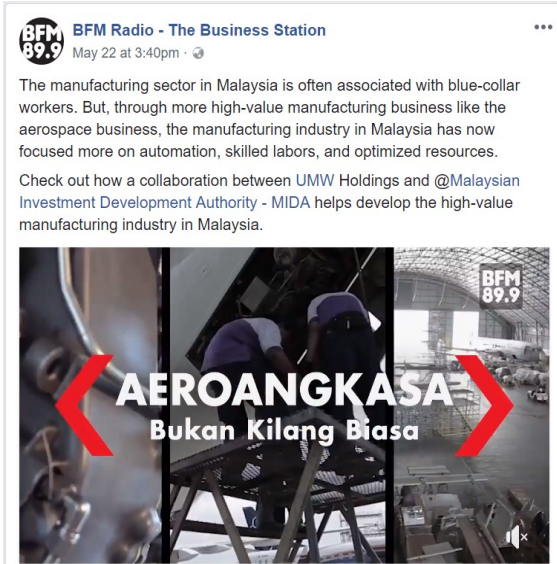 BFM
89.9
BFM Radio - The Business Station
May 22 at 3:40pm ·
The manufacturing sector in Malaysia is often associated with blue-collar
workers. But, through more high-value manufacturing business like the
aerospace business, the manufacturing industry in Malaysia has now
focused more on automation, skilled labors, and optimized resources.
Check out how a collaboration between UMW Holdings and @Malaysian
Investment Development Authority - MIDA helps develop the high-value
manufacturing industry in Malaysia.
BFM
89.9
AEROANGKASA
Bukan Kilang Biasa